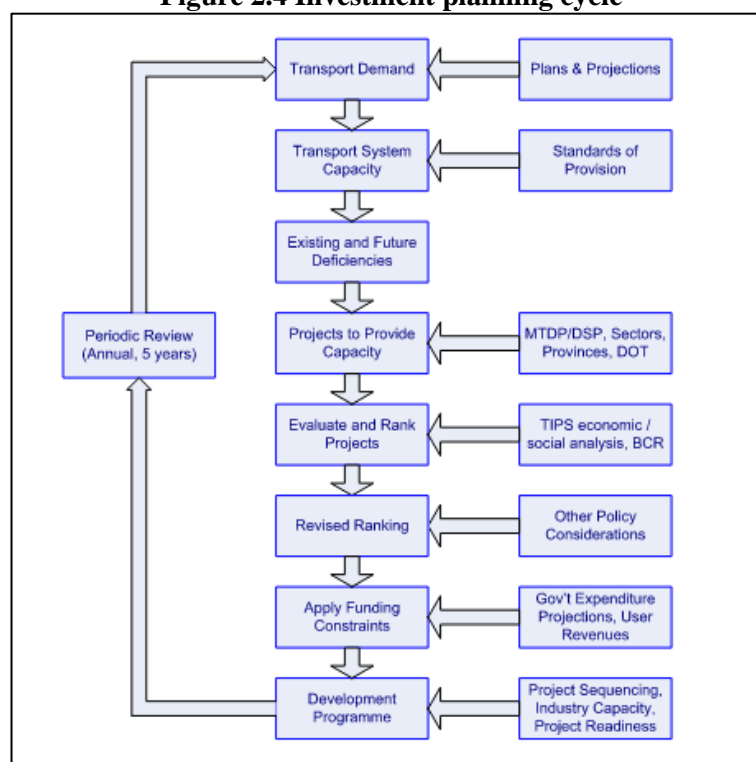 Figure 2.4 Investment planning cycle
Transport Demand
Plans & Projections
Transport System
Capacity
Standards of
Provision
Existing and Future
Deficiencies
Periodic Review
(Annual, 5 years)
Projects to Provide
Capacity
MTDP/DSP, Sectors,
Provinces, DOT
Evaluate and Rank
Projects
TIPS economic /
social analysis, BCR
Revised Ranking
Other Policy
Considerations
Apply Funding
Constraints
Gov't Expenditure
Projections, User
Revenues
Development
Programme
Project Sequencing,
Industry Capacity,
Project Readiness